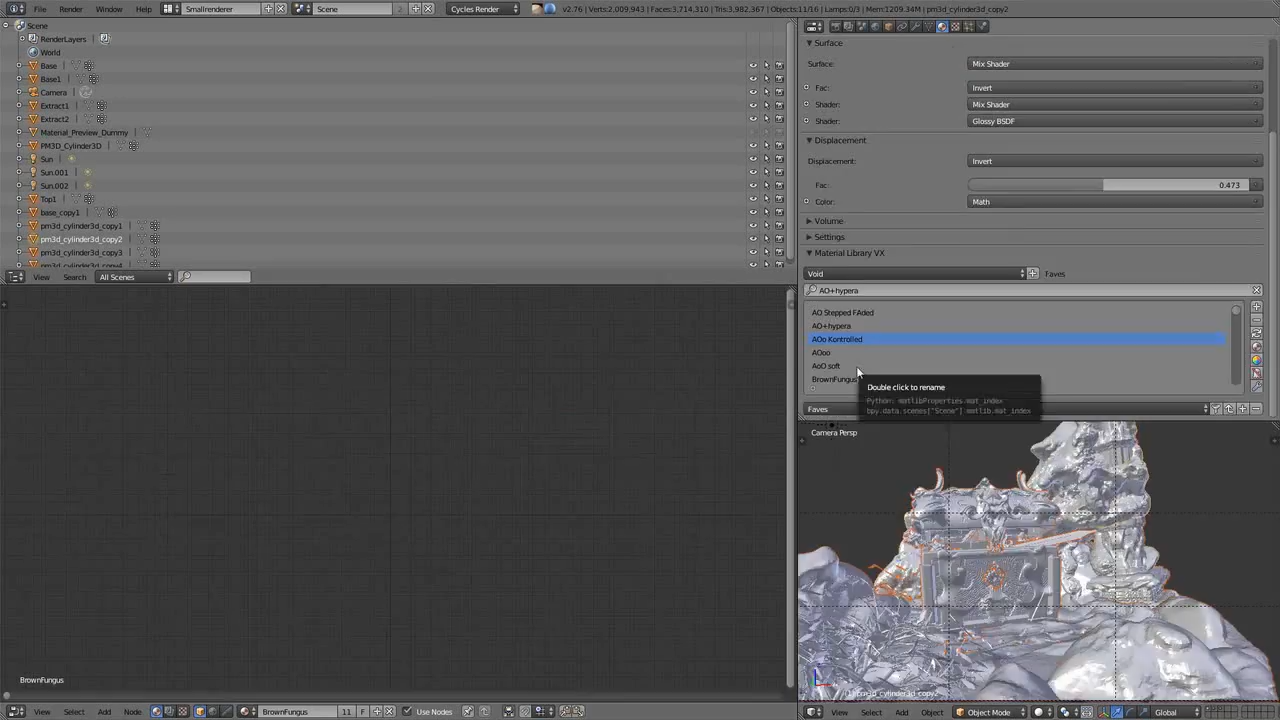 File Render Window Help Smallrenderer Scene Cycles Render v2.76 | Verts:2,009,943 | Faces:3,714,310 | Tris:3,982,367 | Objects:11/16 | Lamps:0/3 | Mem:1209.34M | pm3d_cylinder3d_copy2
Scene
RenderLayers
World
Base
Base1
Camera
Extract1
Extract2
Material_Preview_Dummy
PM3D_Cylinder3D
Sun
Sun.001
Sun.002
Top1
base_copy1
pm3d_cylinder3d_copy1
pm3d_cylinder3d_copy2
pm3d_cylinder3d_copy3
pm3d_cylinder3d_copy4
View Search All Scenes
Surface
Surface: Mix Shader
Fac: Invert
Shader: Mix Shader
Shader: Glossy BSDF
Displacement
Displacement: Invert
Fac: 0.473
Color: Math
Volume
Settings
Material Library VX
Void Faves
AO+hypera
AO Stepped FAded
AO+hypera
AOo Kontrolled
AOoo
AoO soft
BrownFungus
Double click to rename
Python: matlibProperties.mat_index
bpy.data.scenes["Scene"].matlib.mat_index
Faves
Camera Persp
(1) pm3d_cylinder3d_copy2
BrownFungus
View Select Add Node BrownFungus 11 F Use Nodes
View Select Add Object Object Mode Global